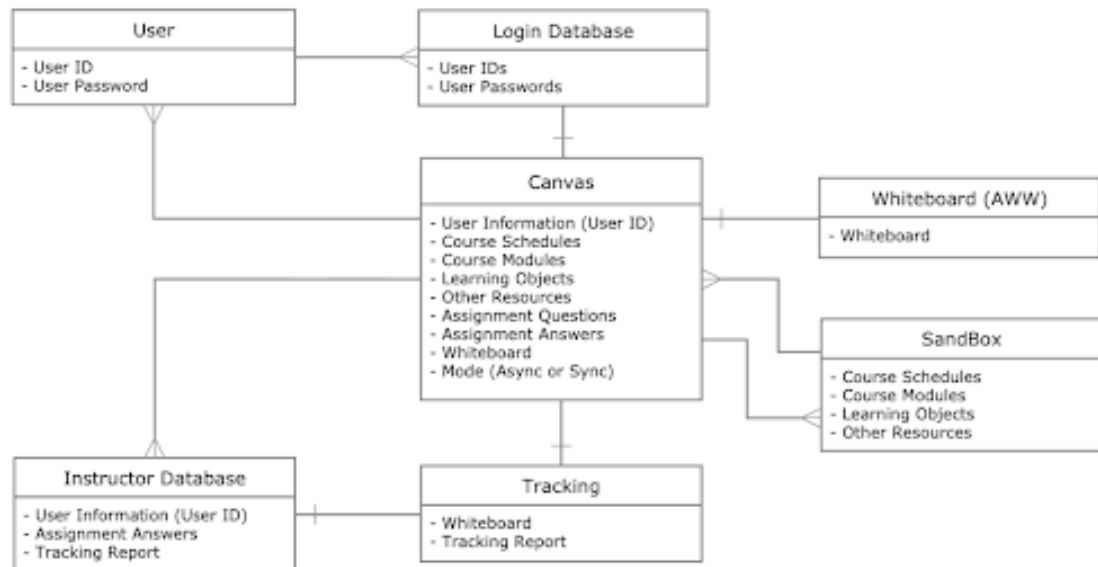 User
- User ID
- User Password
Login Database
- User IDs
- User Passwords
Canvas
- User Information (User ID)
- Course Schedules
- Course Modules
- Learning Objects
- Other Resources
- Assignment Questions
- Assignment Answers
- Whiteboard
- Mode (Async or Sync)
Whiteboard (AWW)
- Whiteboard
SandBox
- Course Schedules
- Course Modules
- Learning Objects
- Other Resources
Instructor Database
- User Information (User ID)
- Assignment Answers
- Tracking Report
Tracking
- Whiteboard
- Tracking Report